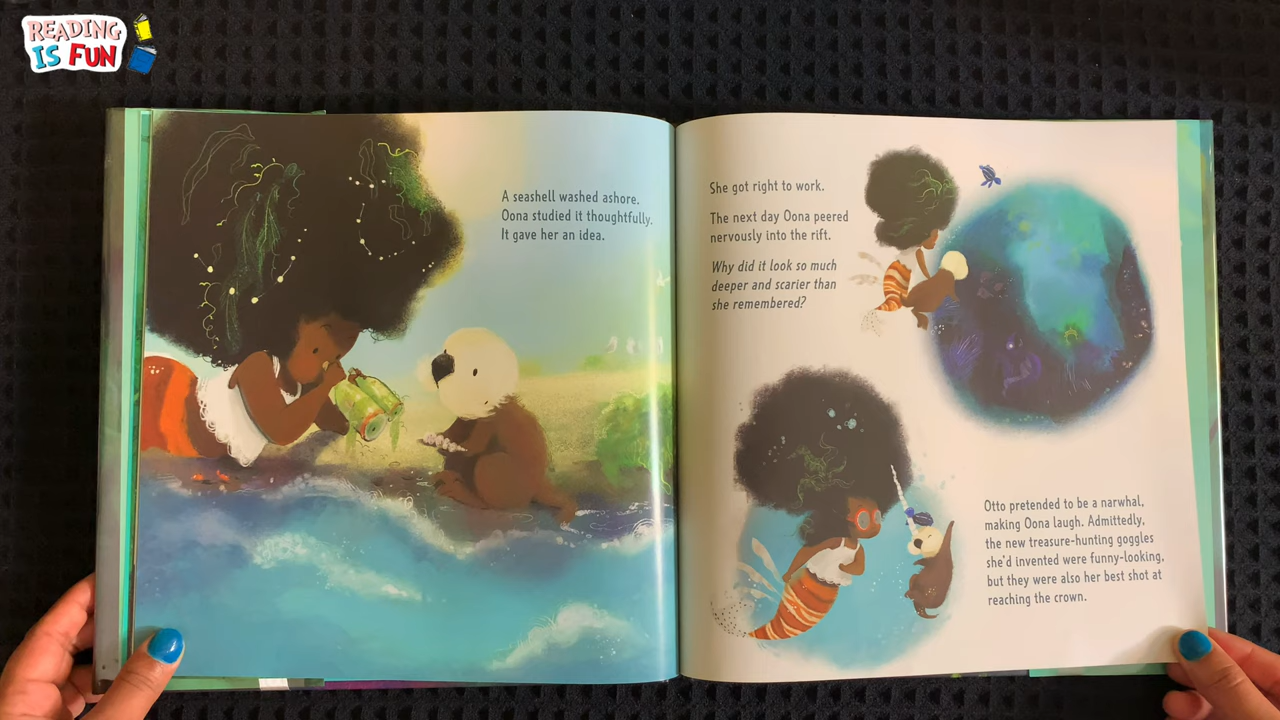 READING
IS FUN
A seashell washed ashore.
Oona studied it thoughtfully.
It gave her an idea.
She got right to work.
The next day Oona peered
nervously into the rift.
Why did it look so much
deeper and scarier than
she remembered?
Otto pretended to be a narwhal,
making Oona laugh. Admittedly,
the new treasure-hunting goggles
she'd invented were funny-looking,
but they were also her best shot at
reaching the crown.